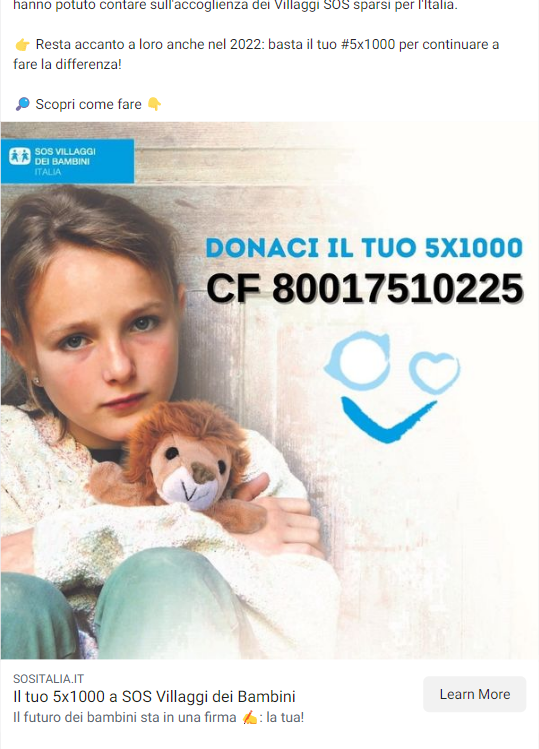 hanno potuto contare sull'accoglienza dei Villaggi SOS sparsi per l'Italia.
👉 Resta accanto a loro anche nel 2022: basta il tuo #5x1000 per continuare a
fare la differenza!
🔎 Scopri come fare 👇
SOS VILLAGGI
DEI BAMBINI
ITALIA
DONACI IL TUO 5X1000
CF 80017510225
SOSITALIA.IT
Il tuo 5x1000 a SOS Villaggi dei Bambini
Il futuro dei bambini sta in una firma ✍️: la tua!
Learn More